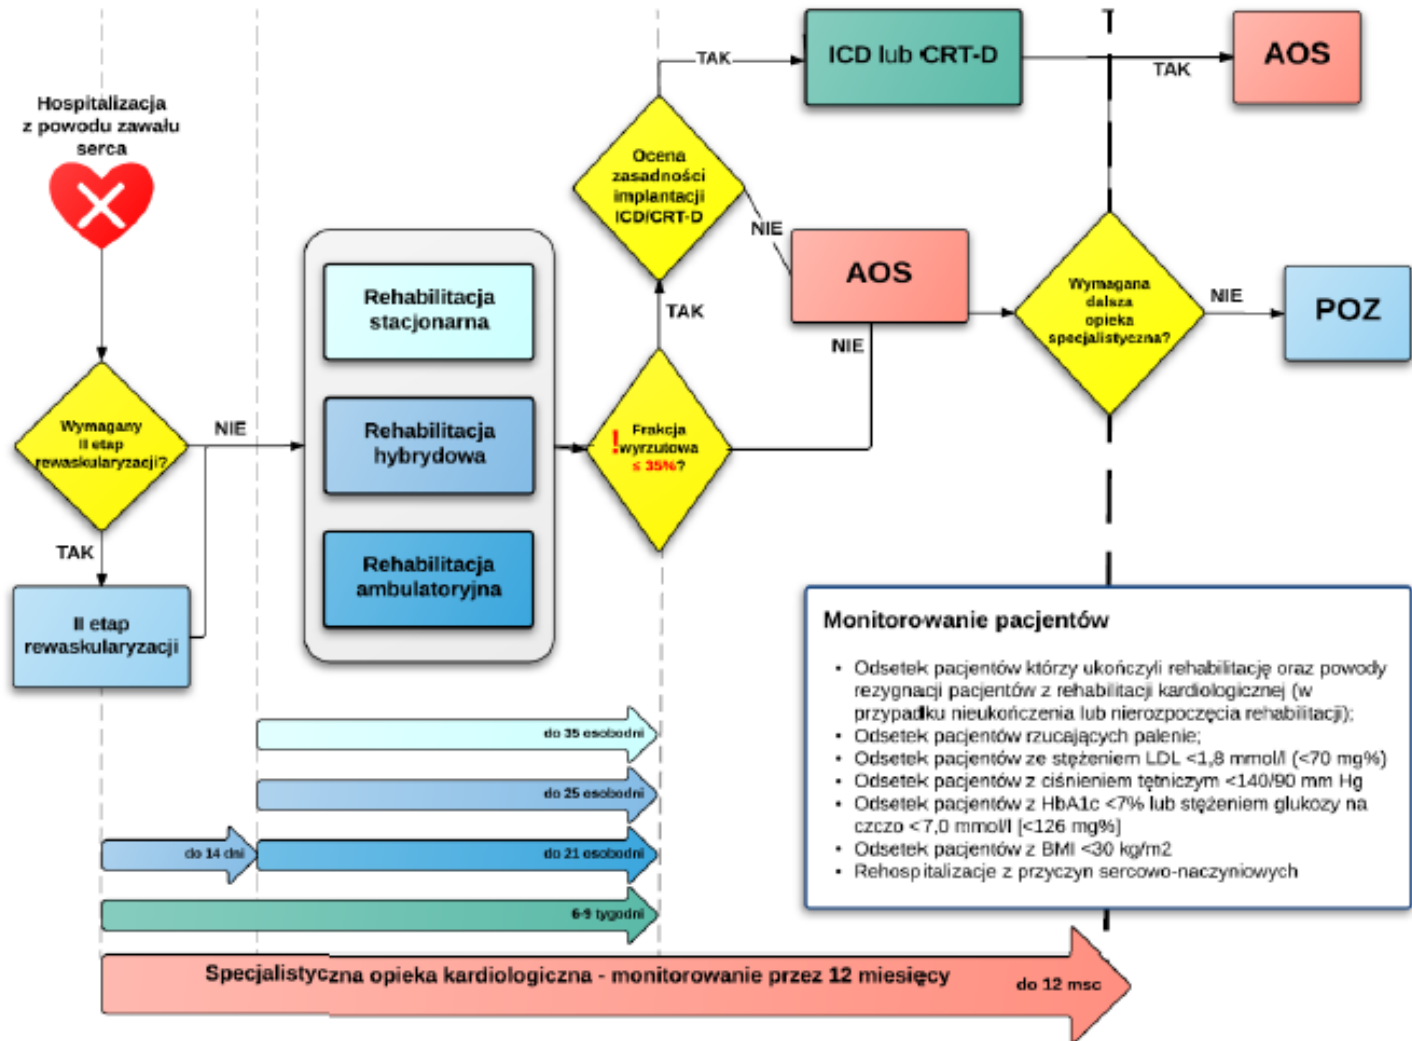 Hospitalizacja
z powodu zawału
serca
Wymagany
II etap
rewaskularyzacji?
NIE
TAK
II etap
rewaskularyzacji
Rehabilitacja
stacjonarna
Rehabilitacja
hybrydowa
Rehabilitacja
ambulatoryjna
! Frakcja
wyrzutowa
≤ 35%?
TAK
NIE
Ocena
zasadności
implantacji
ICD/CRT-D
TAK
NIE
ICD lub CRT-D
AOS
TAK
AOS
Wymagana
dalsza
opieka
specjalistyczna?
NIE
POZ
do 35 osobodni
do 25 osobodni
do 14 dni
do 21 osobodni
6-9 tygodni
Specjalistyczna opieka kardiologiczna - monitorowanie przez 12 miesięcy
do 12 msc
Monitorowanie pacjentów
• Odsetek pacjentów którzy ukończyli rehabilitację oraz powody
rezygnacji pacjentów z rehabilitacji kardiologicznej (w
przypadku nieukończenia lub nierozpoczęcia rehabilitacji);
• Odsetek pacjentów rzucających palenie;
• Odsetek pacjentów ze stężeniem LDL <1,8 mmol/l (<70 mg%)
• Odsetek pacjentów z ciśnieniem tętniczym <140/90 mm Hg
• Odsetek pacjentów z HbA1c <7% lub stężeniem glukozy na
czczo <7,0 mmol/l [<126 mg%]
• Odsetek pacjentów z BMI <30 kg/m2
• Rehospitalizacje z przyczyn sercowo-naczyniowych